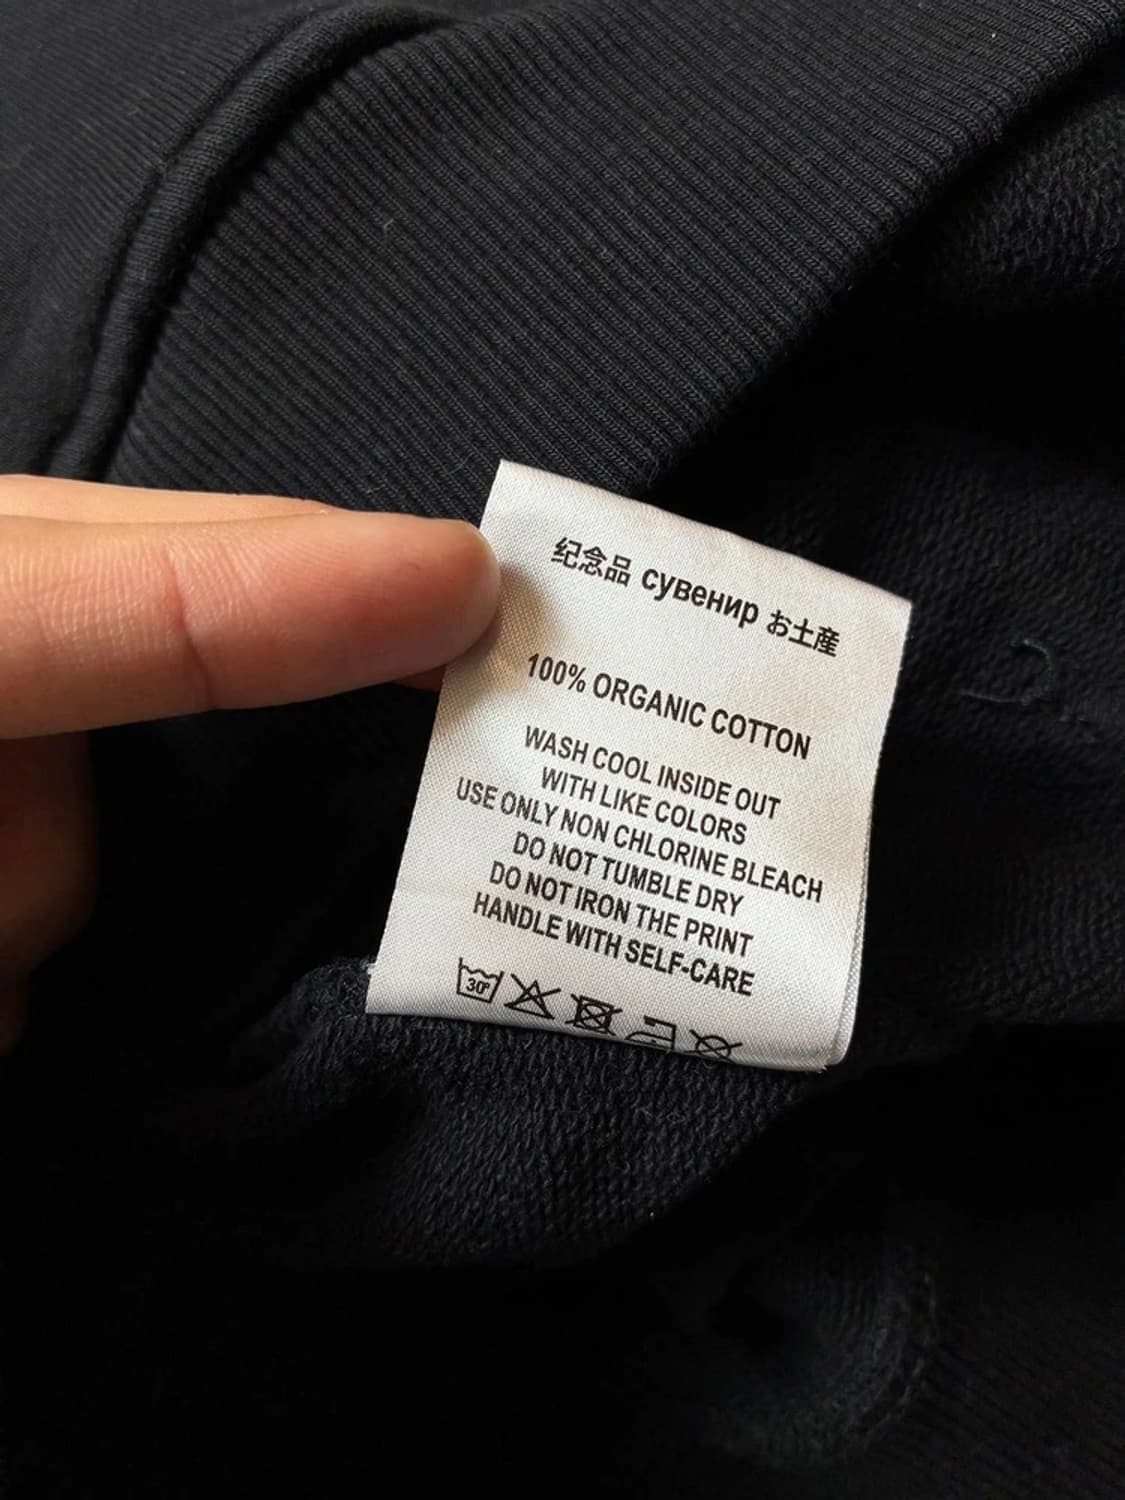 纪念品 сувенир お土産
100% ORGANIC COTTON
WASH COOL INSIDE OUT
WITH LIKE COLORS
USE ONLY NON CHLORINE BLEACH
DO NOT TUMBLE DRY
DO NOT IRON THE PRINT
HANDLE WITH SELF-CARE
30º